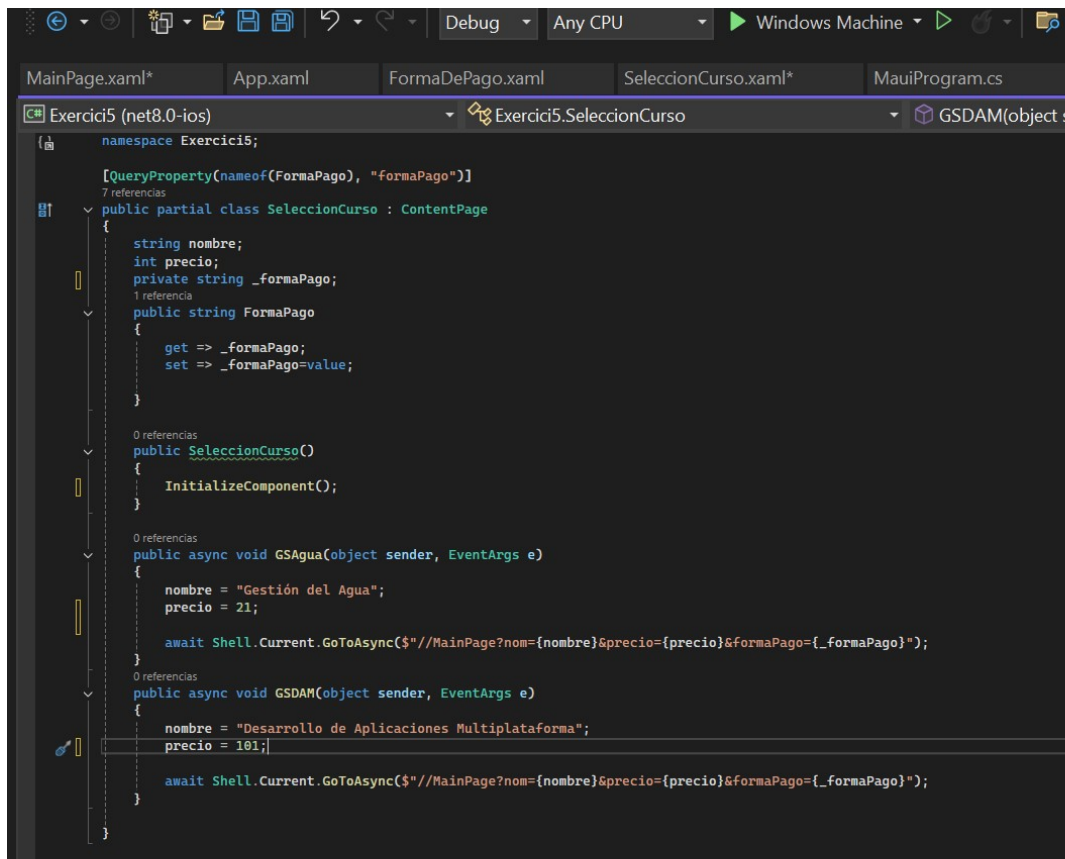 Debug Any CPU Windows Machine
MainPage.xaml* App.xaml FormaDePago.xaml SeleccionCurso.xaml* MauiProgram.cs
C# Exercici5 (net8.0-ios) Exercici5.SeleccionCurso GSDAM(object s
namespace Exercici5;
[QueryProperty(nameof(FormaPago), "formaPago")]
7 referencias
public partial class SeleccionCurso : ContentPage
{
string nombre;
int precio;
private string _formaPago;
1 referencia
public string FormaPago
{
get => _formaPago;
set => _formaPago=value;
}
0 referencias
public SeleccionCurso()
{
InitializeComponent();
}
0 referencias
public async void GSAgua(object sender, EventArgs e)
{
nombre = "Gestión del Agua";
precio = 21;
await Shell.Current.GoToAsync($"//MainPage?nom={nombre}&precio={precio}&formaPago={_formaPago}");
}
0 referencias
public async void GSDAM(object sender, EventArgs e)
{
nombre = "Desarrollo de Aplicaciones Multiplataforma";
precio = 101;
await Shell.Current.GoToAsync($"//MainPage?nom={nombre}&precio={precio}&formaPago={_formaPago}");
}
}